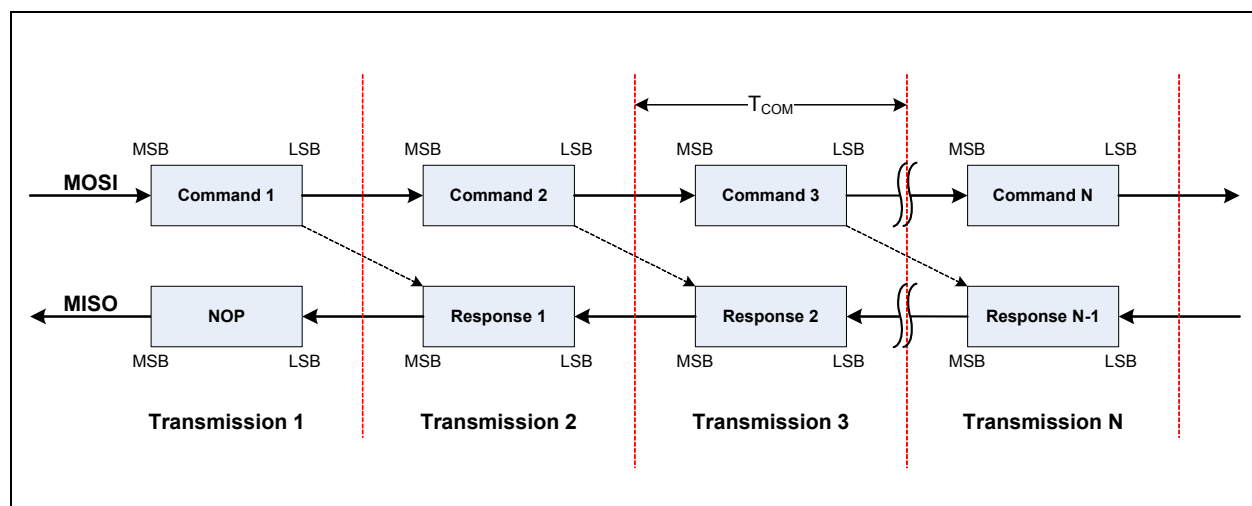 T_COM
MSB LSB MSB LSB MSB LSB MSB LSB
MOSI Command 1 Command 2 Command 3 Command N
MISO NOP Response 1 Response 2 Response N-1
MSB LSB MSB LSB MSB LSB MSB LSB
Transmission 1 Transmission 2 Transmission 3 Transmission N